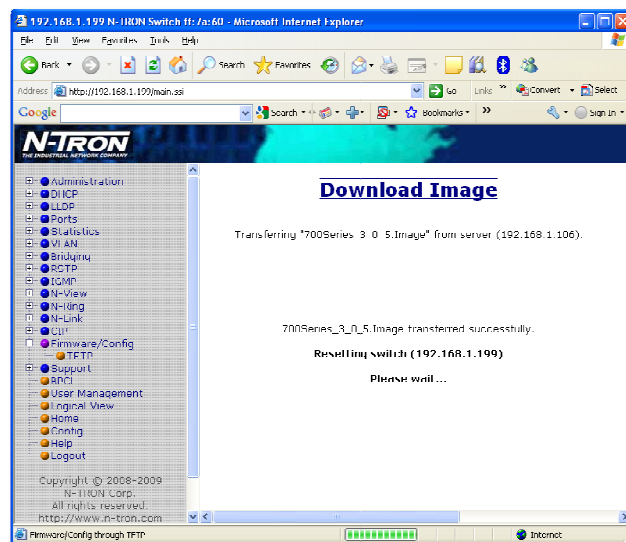 192.168.1.199 N-TRON Switch ff:7a:60 - Microsoft Internet Explorer
File Edit View Favorites Tools Help
Back Search Favorites
Address http://192.168.1.199/main.ssi Go Links » Convert Select
Google Search Bookmarks » Sign In
N-TRON
THE INDUSTRIAL NETWORK COMPANY
Administration
DHCP
LLDP
Ports
Statistics
VLAN
Bridging
RSTP
IGMP
N-View
N-Ring
N-Link
CIP
Firmware/Config
TFTP
Support
BPCL
User Management
Logical View
Home
Config
Help
Logout
Copyright © 2008-2009
N-TRON Corp.
All rights reserved.
http://www.n-tron.com
Download Image
Transferring "700Series_3_0_5.Image" from server (192.168.1.106).
700Series_3_0_5.Image transferred successfully.
Resetting switch (192.168.1.199)
Please wait...
Firmware/Config through TFTP Internet